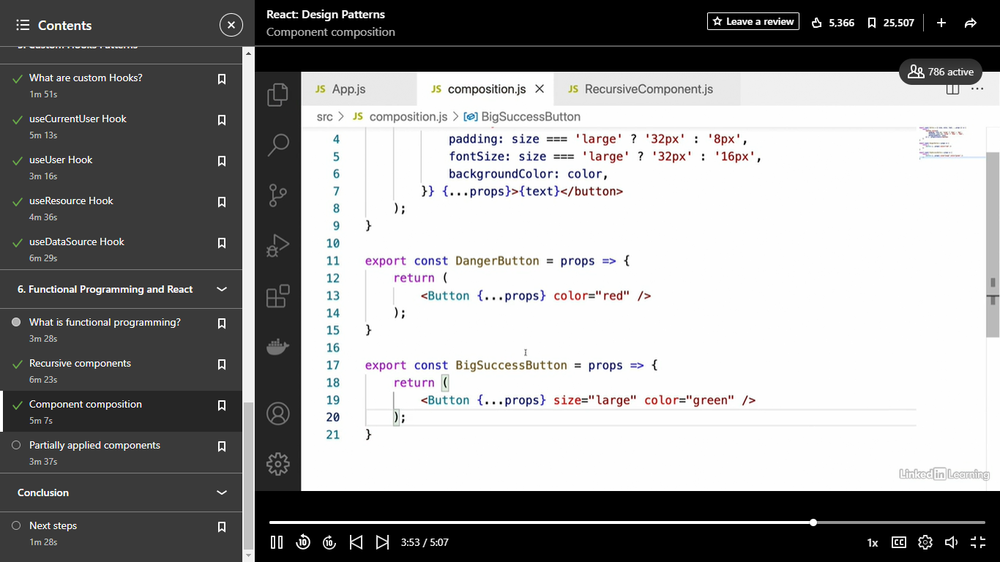 Contents
React: Design Patterns
Component composition
Leave a review
5,366
25,507
786 active
5. Custom Hooks Patterns
What are custom Hooks?
1m 51s
useCurrentUser Hook
5m 13s
useUser Hook
3m 16s
useResource Hook
4m 36s
useDataSource Hook
6m 29s
6. Functional Programming and React
What is functional programming?
3m 28s
Recursive components
6m 23s
Component composition
5m 7s
Partially applied components
3m 37s
Conclusion
Next steps
1m 28s
JS App.js
JS composition.js
JS RecursiveComponent.js
src > JS composition.js > BigSuccessButton
4 padding: size === 'large' ? '32px' : '8px',
5 fontSize: size === 'large' ? '32px' : '16px',
6 backgroundColor: color,
7 }} {...props}>{text}</button>
8 );
9 }
10
11 export const DangerButton = props => {
12 return (
13 <Button {...props} color="red" />
14 );
15 }
16
17 export const BigSuccessButton = props => {
18 return (
19 <Button {...props} size="large" color="green" />
20 );
21 }
Linked in Learning
10
10
3:53 / 5:07
1x
CC